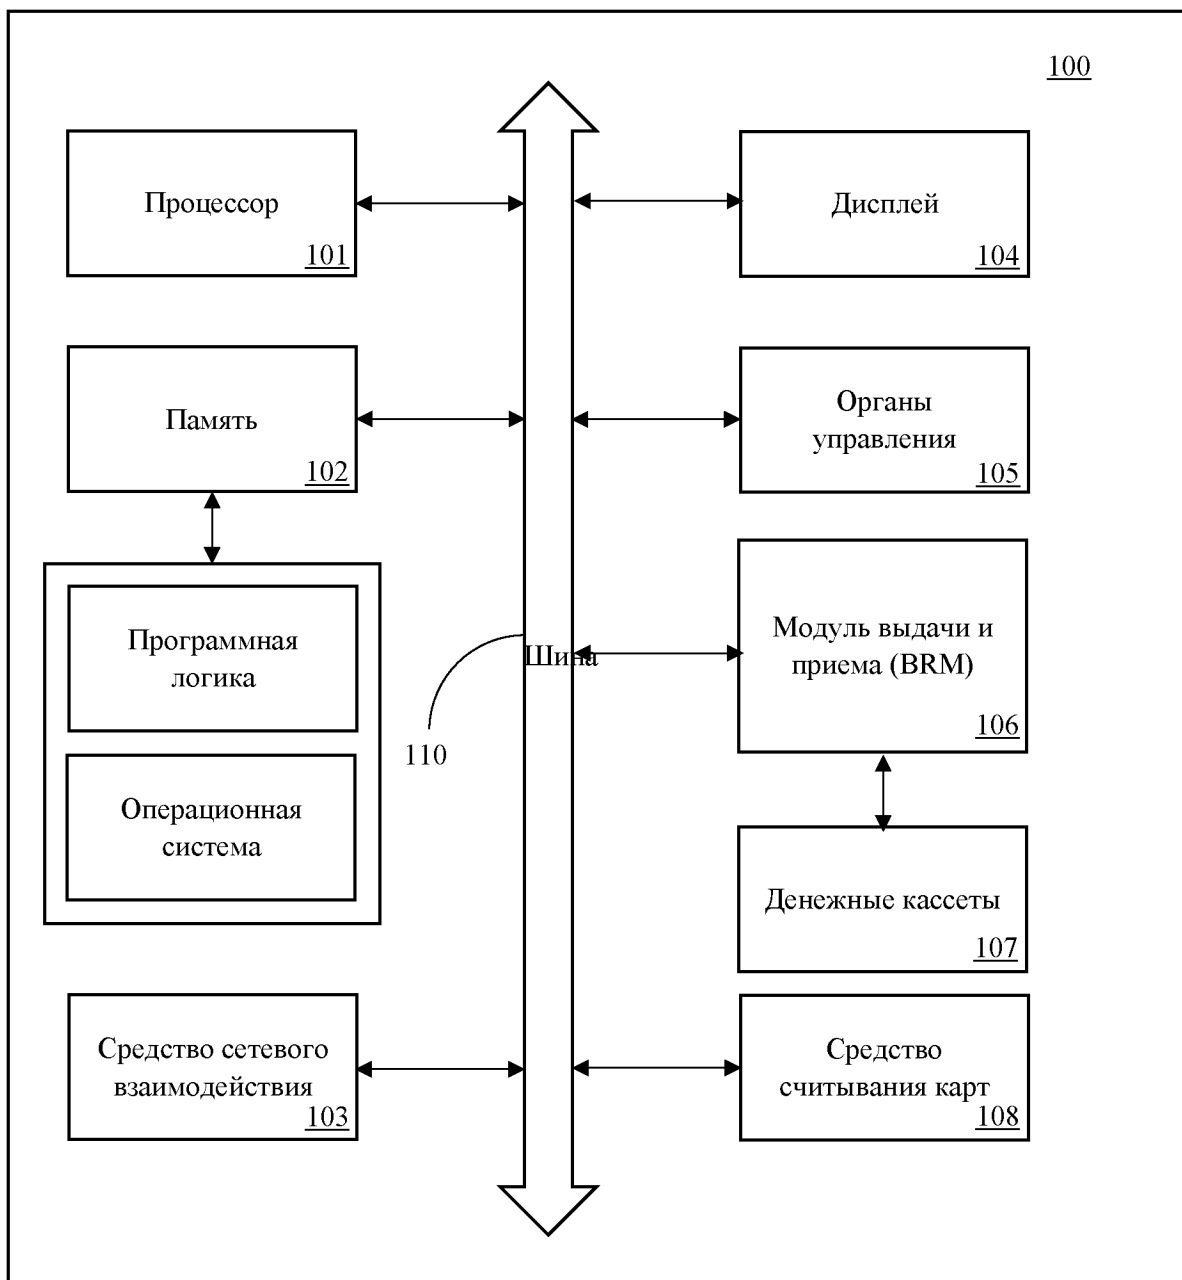 100
Процессор
101
Дисплей
104
Память
102
Органы
управления
105
Программная
логика
Операционная
система
Шина
110
Модуль выдачи и
приема (BRM)
106
Денежные кассеты
107
Средство сетевого
взаимодействия
103
Средство
считывания карт
108